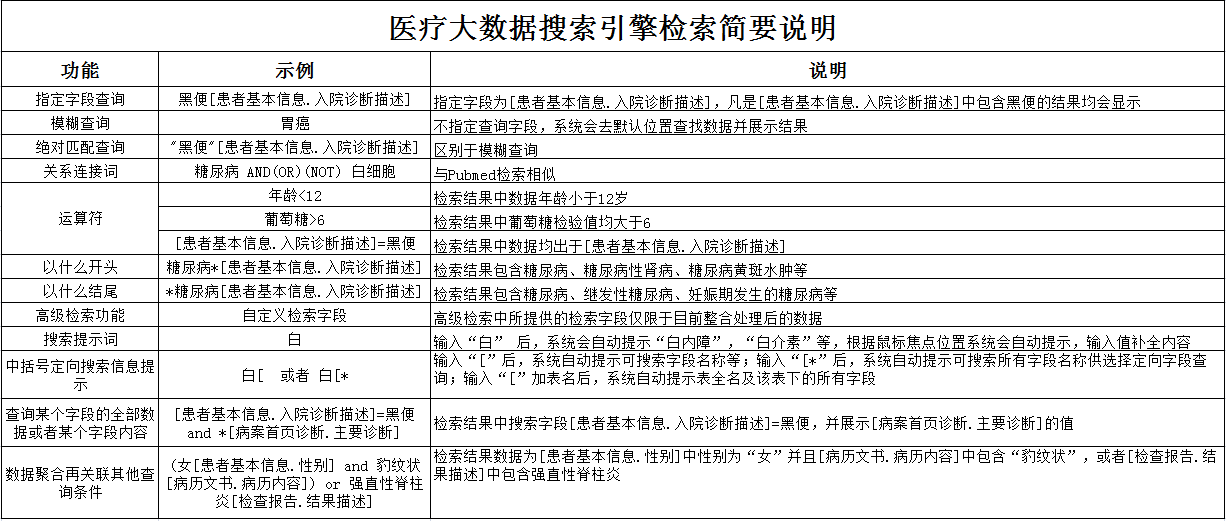 医疗大数据搜索引擎检索简要说明
功能 示例 说明
指定字段查询 黑便[患者基本信息.入院诊断描述] 指定字段为[患者基本信息.入院诊断描述],凡是[患者基本信息.入院诊断描述]中包含黑便的结果均会显示
模糊查询 胃癌 不指定查询字段,系统会去默认位置查找数据并展示结果
绝对匹配查询 "黑便"[患者基本信息.入院诊断描述] 区别于模糊查询
关系连接词 糖尿病 AND(OR)(NOT) 白细胞 与Pubmed检索相似
运算符 年龄<12 检索结果中数据年龄小于12岁
葡萄糖>6 检索结果中葡萄糖检验值均大于6
[患者基本信息.入院诊断描述]=黑便 检索结果中数据均出于[患者基本信息.入院诊断描述]
以什么开头 糖尿病*[患者基本信息.入院诊断描述] 检索结果包含糖尿病、糖尿病性肾病、糖尿病黄斑水肿等
以什么结尾 *糖尿病[患者基本信息.入院诊断描述] 检索结果包含糖尿病、继发性糖尿病、妊娠期发生的糖尿病等
高级检索功能 自定义检索字段 高级检索中所提供的检索字段仅限于目前整合处理后的数据
搜索提示词 白 输入“白” 后,系统会自动提示“白内障”,“白介素”等,根据鼠标焦点位置系统会自动提示,输入值补全内容
中括号定向搜索信息提
示
白[ 或者 白[*
输入“[”后,系统自动提示可搜索字段名称等;输入“[*”后,系统自动提示可搜索所有字段名称供选择定向字段查
询;输入“[”加表名后,系统自动提示表全名及该表下的所有字段
查询某个字段的全部数
据或者某个字段内容
[患者基本信息.入院诊断描述]=黑便
and *[病案首页诊断.主要诊断]
检索结果中搜索字段[患者基本信息.入院诊断描述]=黑便,并展示[病案首页诊断.主要诊断]的值
数据聚合再关联其他查
询条件
(女[患者基本信息.性别] and 豹纹状
[病历文书.病历内容]) or 强直性脊柱
炎[检查报告.结果描述]
检索结果数据为[患者基本信息.性别]中性别为“女”并且[病历文书.病历内容]中包含“豹纹状”,或者[检查报告.结
果描述]中包含强直性脊柱炎